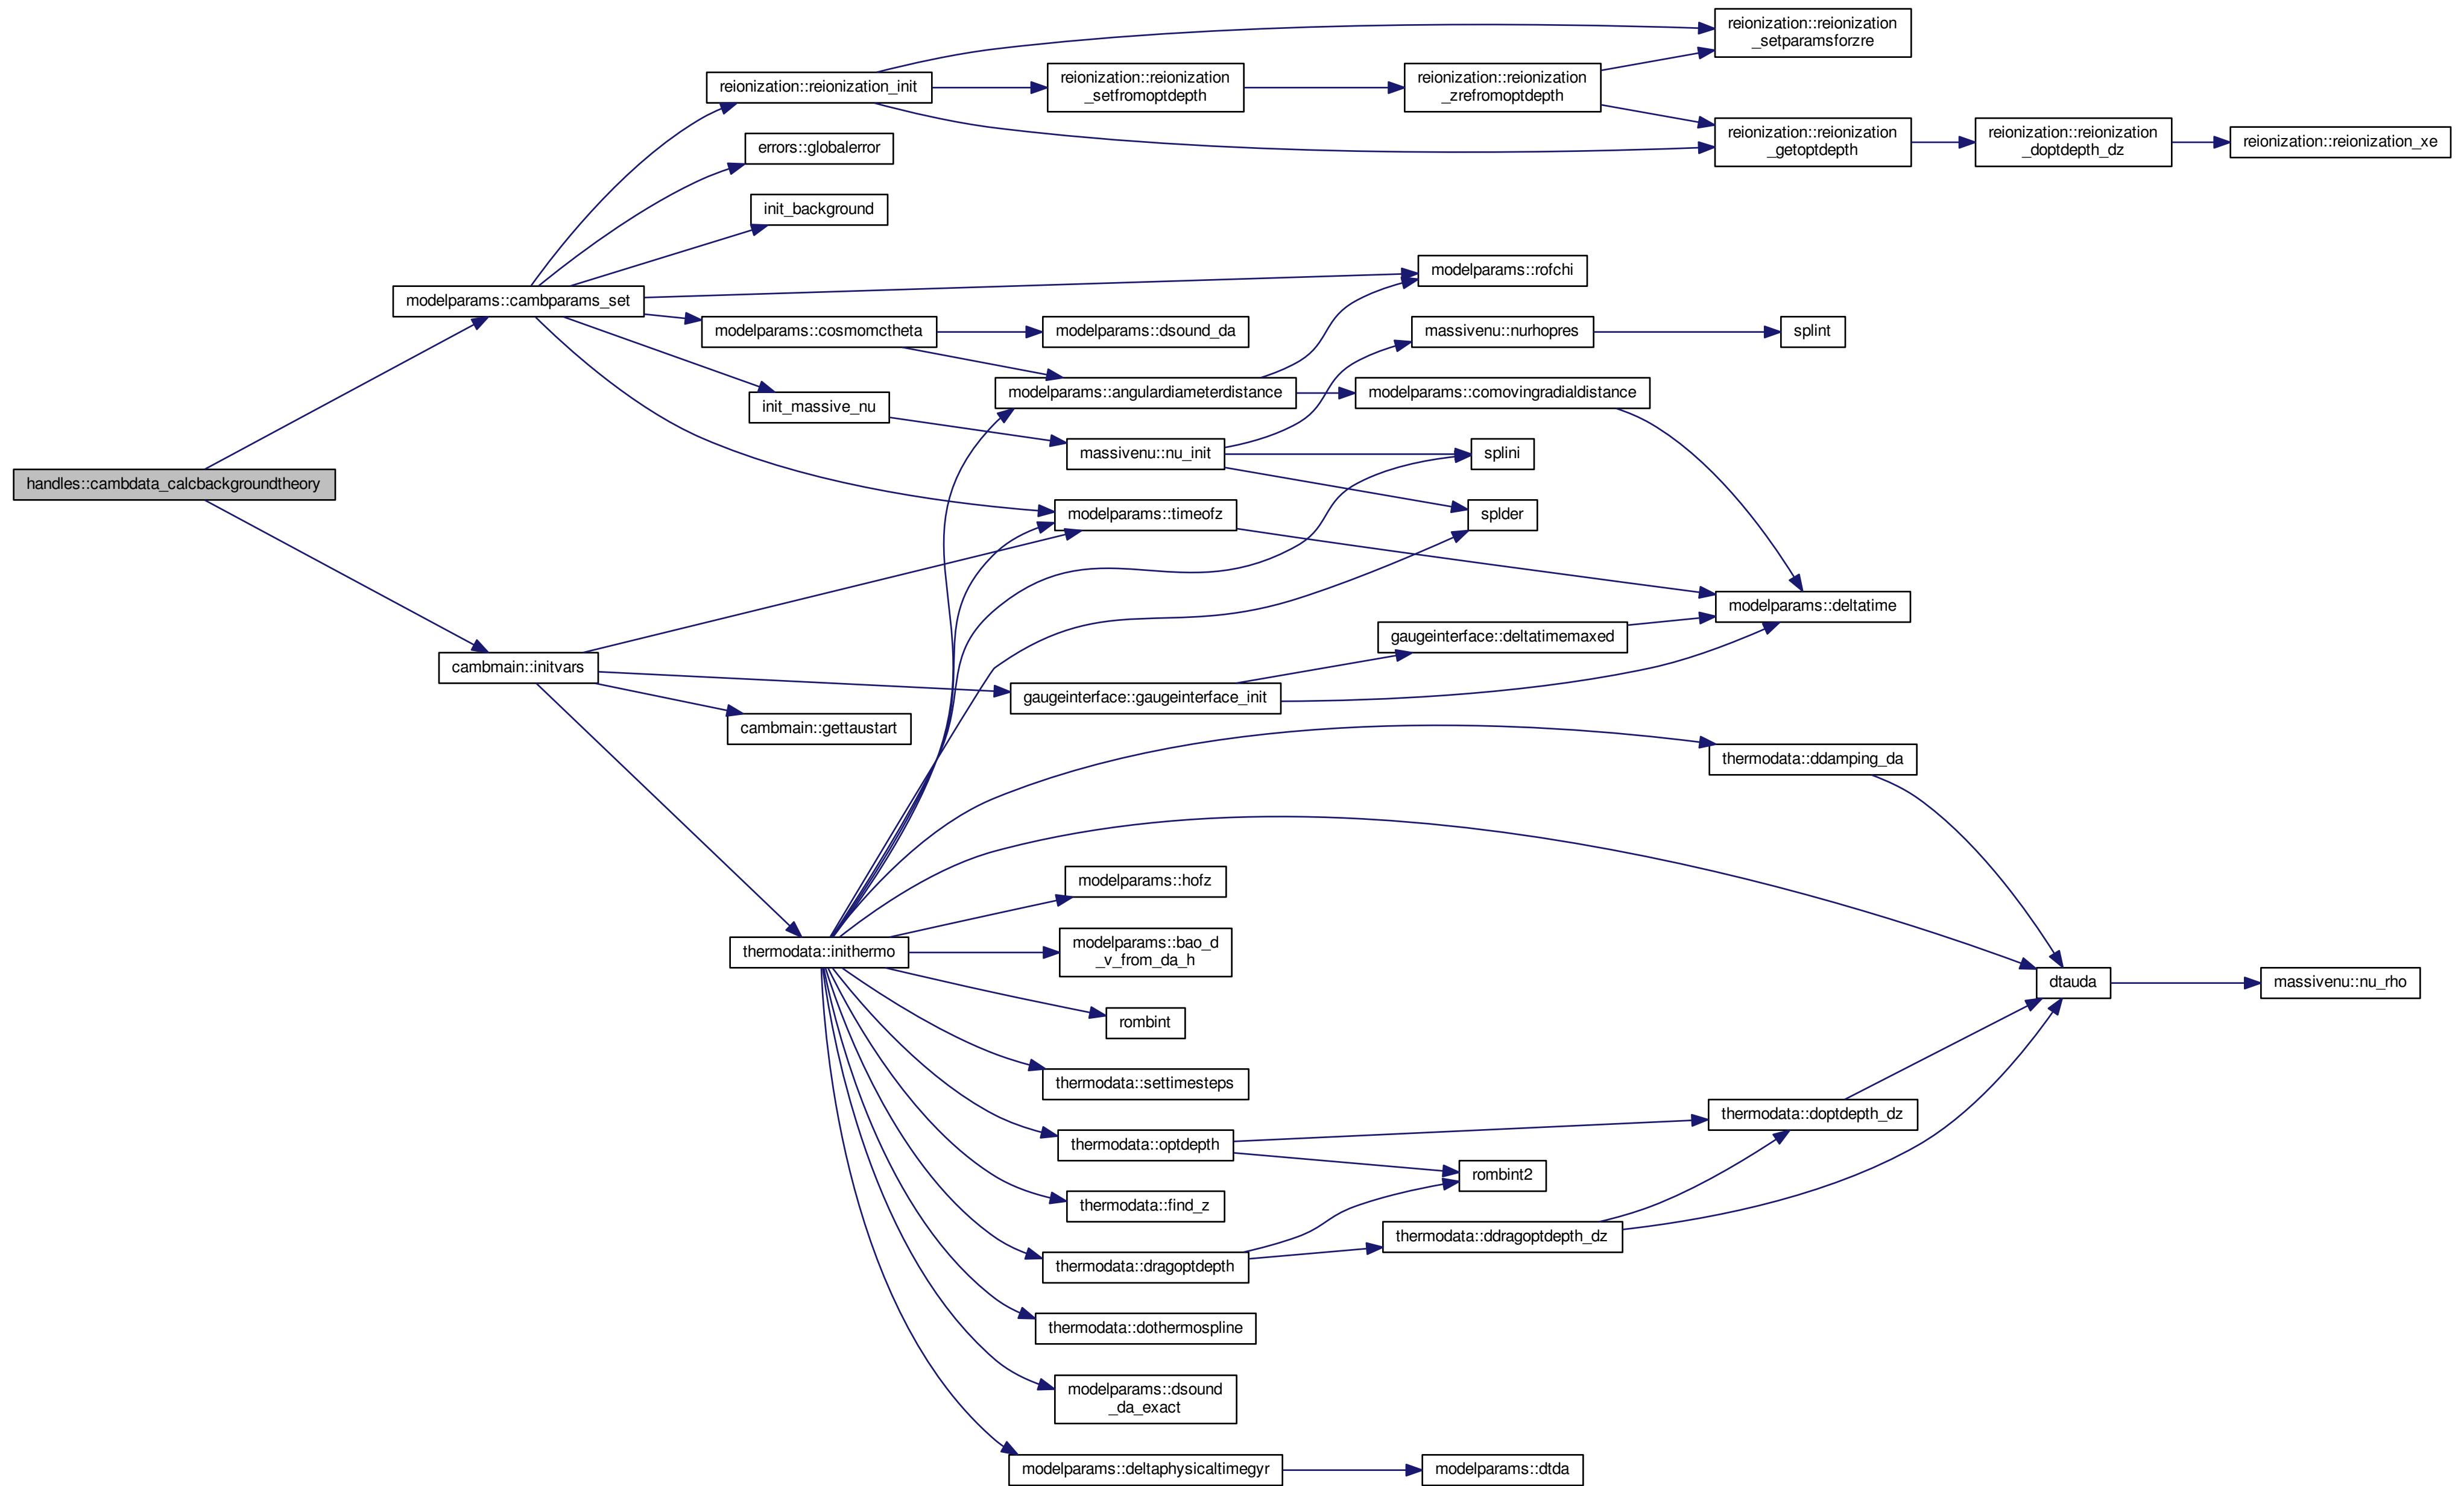 reionization::reionization
_setparamsforzre
reionization::reionization_init
reionization::reionization
_setfromoptdepth
reionization::reionization
_zrefromoptdepth
errors::globalerror
reionization::reionization
_getoptdepth
reionization::reionization
_doptdepth_dz
reionization::reionization_xe
init_background
modelparams::rofchi
modelparams::cambparams_set
modelparams::cosmomctheta
modelparams::dsound_da
massivenu::nurhopres
splint
modelparams::angulardiameterdistance
modelparams::comovingradialdistance
init_massive_nu
massivenu::nu_init
splini
handles::cambdata_calcbackgroundtheory
modelparams::timeofz
splder
modelparams::deltatime
gaugeinterface::deltatimemaxed
cambmain::initvars
gaugeinterface::gaugeinterface_init
cambmain::gettaustart
thermodata::ddamping_da
modelparams::hofz
thermodata::inithermo
modelparams::bao_d
_v_from_da_h
dtauda
massivenu::nu_rho
rombint
thermodata::settimesteps
thermodata::doptdepth_dz
thermodata::optdepth
rombint2
thermodata::find_z
thermodata::ddragoptdepth_dz
thermodata::dragoptdepth
thermodata::dothermospline
modelparams::dsound
_da_exact
modelparams::deltaphysicaltimegyr
modelparams::dtda